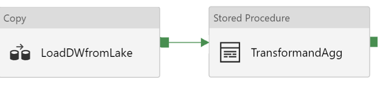 Copy
LoadDWfromLake
Stored Procedure
TransformandAgg